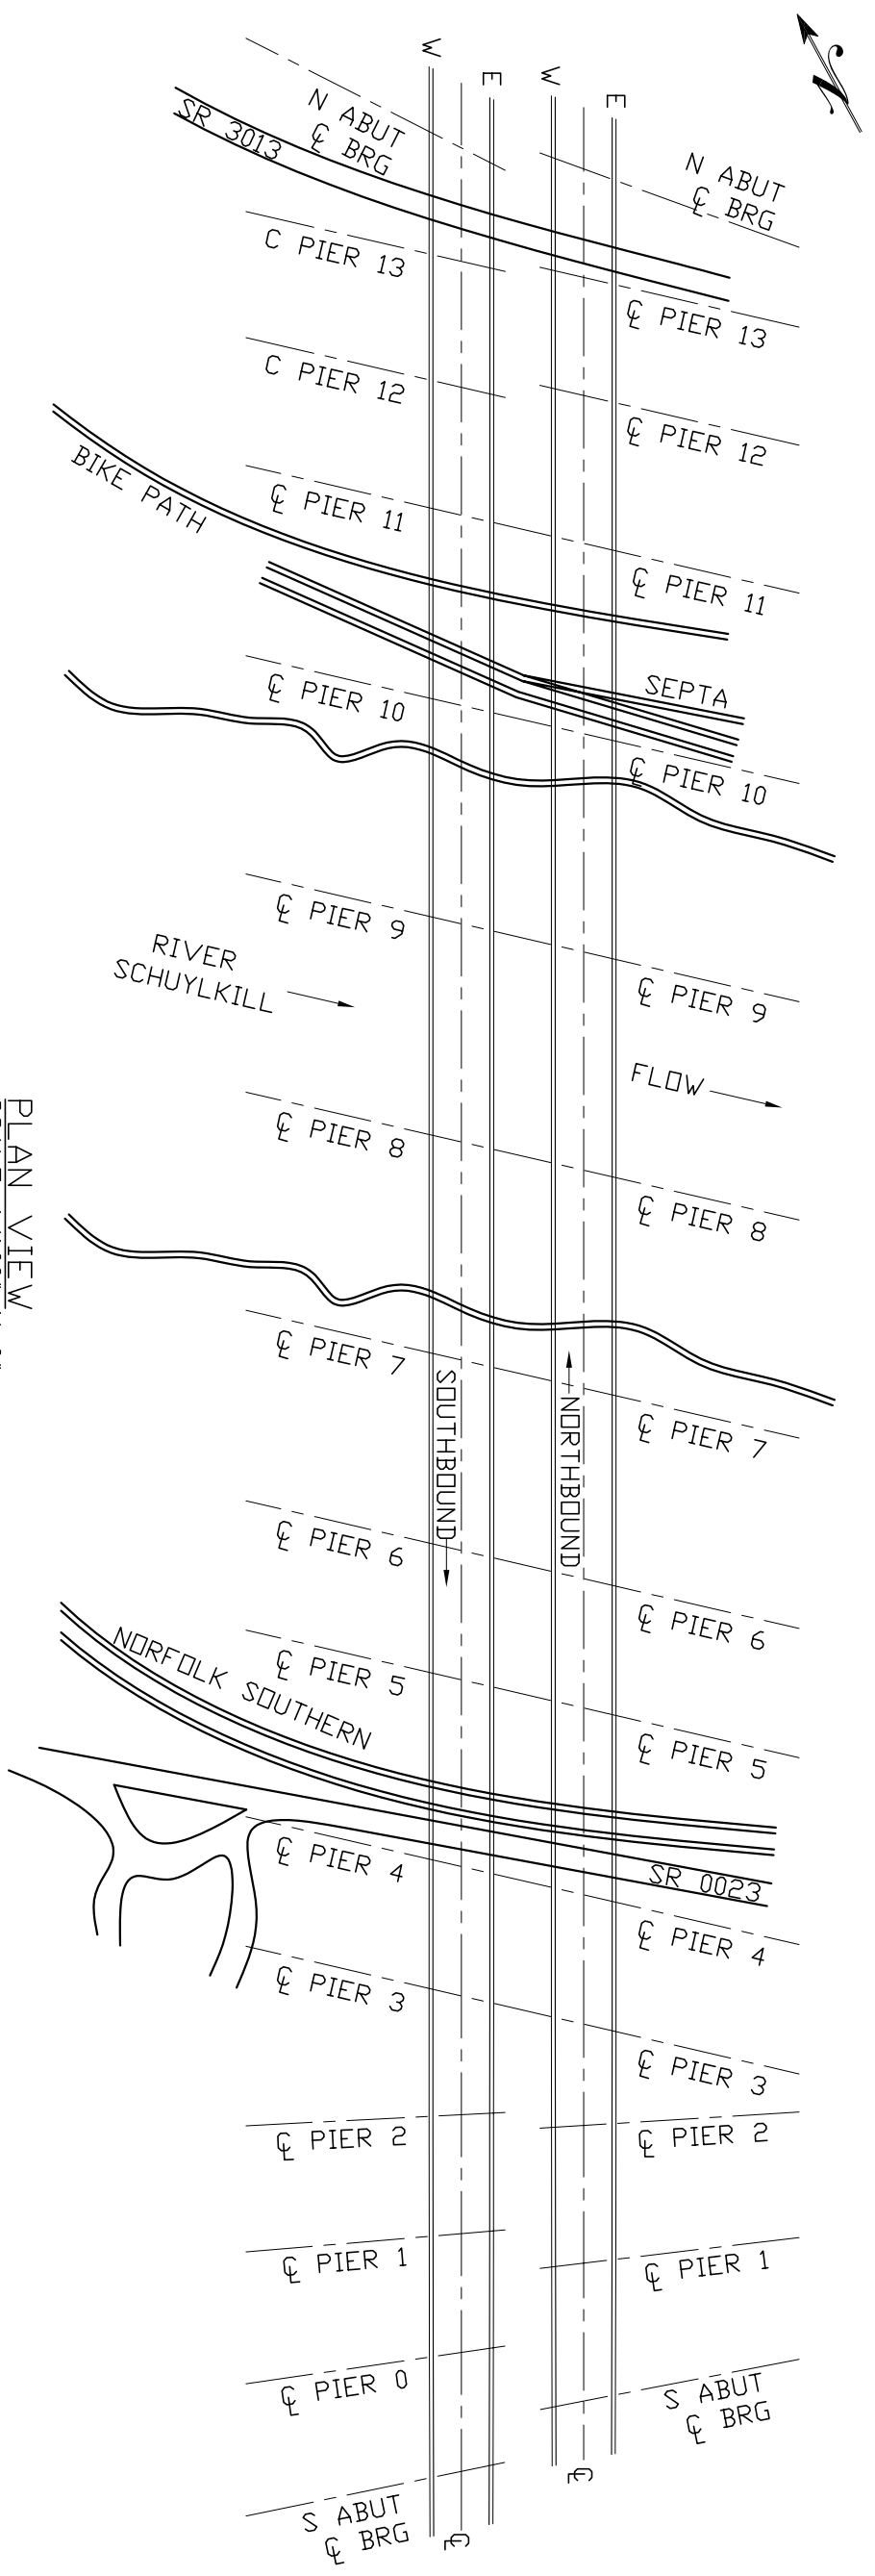 N
W
E
W
E
N ABUT
℄ BRG
N ABUT
℄ BRG
SR 3013
C PIER 13
℄ PIER 13
C PIER 12
℄ PIER 12
BIKE PATH
℄ PIER 11
℄ PIER 11
SEPTA
℄ PIER 10
℄ PIER 10
℄ PIER 9
℄ PIER 9
RIVER
SCHUYLKILL
FLOW
℄ PIER 8
℄ PIER 8
PLAN VIEW
℄ PIER 7
℄ PIER 7
SOUTHBOUND
NORTHBOUND
℄ PIER 6
℄ PIER 6
℄ PIER 5
℄ PIER 5
NORFOLK SOUTHERN
SR 0023
℄ PIER 4
℄ PIER 4
℄ PIER 3
℄ PIER 3
℄ PIER 2
℄ PIER 2
℄ PIER 1
℄ PIER 1
℄ PIER 0
S ABUT
℄ BRG
℄
S ABUT
℄ BRG
℄